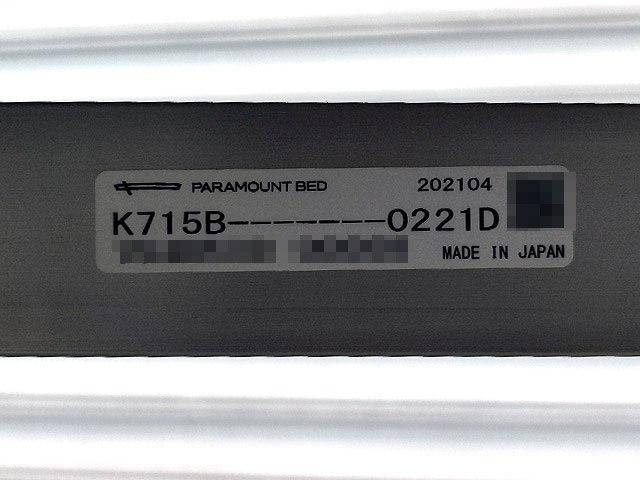 PARAMOUNT BED 202104
K715B-------0221D
MADE IN JAPAN